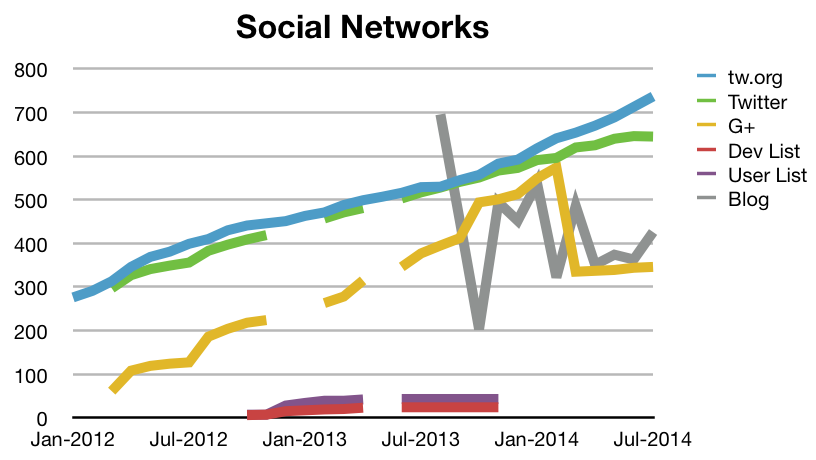 Social Networks
800
700
600
500
400
300
200
100
0
Jan-2012 Jul-2012 Jan-2013 Jul-2013 Jan-2014 Jul-2014
tw.org
Twitter
G+
Dev List
User List
Blog